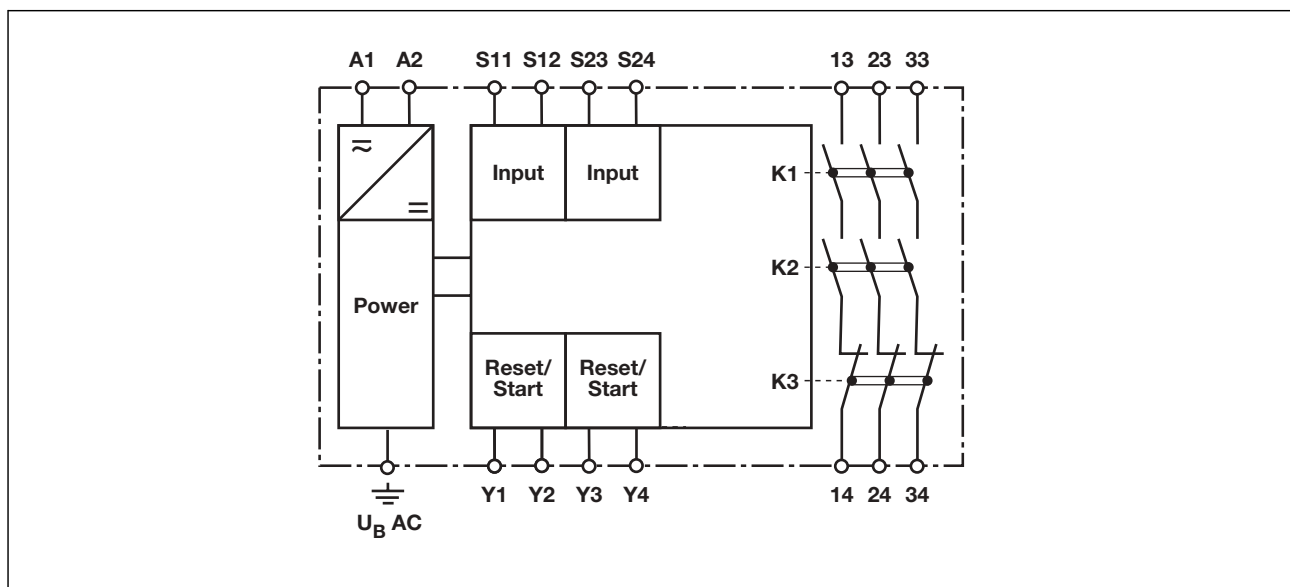 A1 A2 S11 S12 S23 S24 13 23 33
Input Input
K1
K2
Power
Reset/ Reset/
Start Start
K3
Y1 Y2 Y3 Y4 14 24 34
UB AC